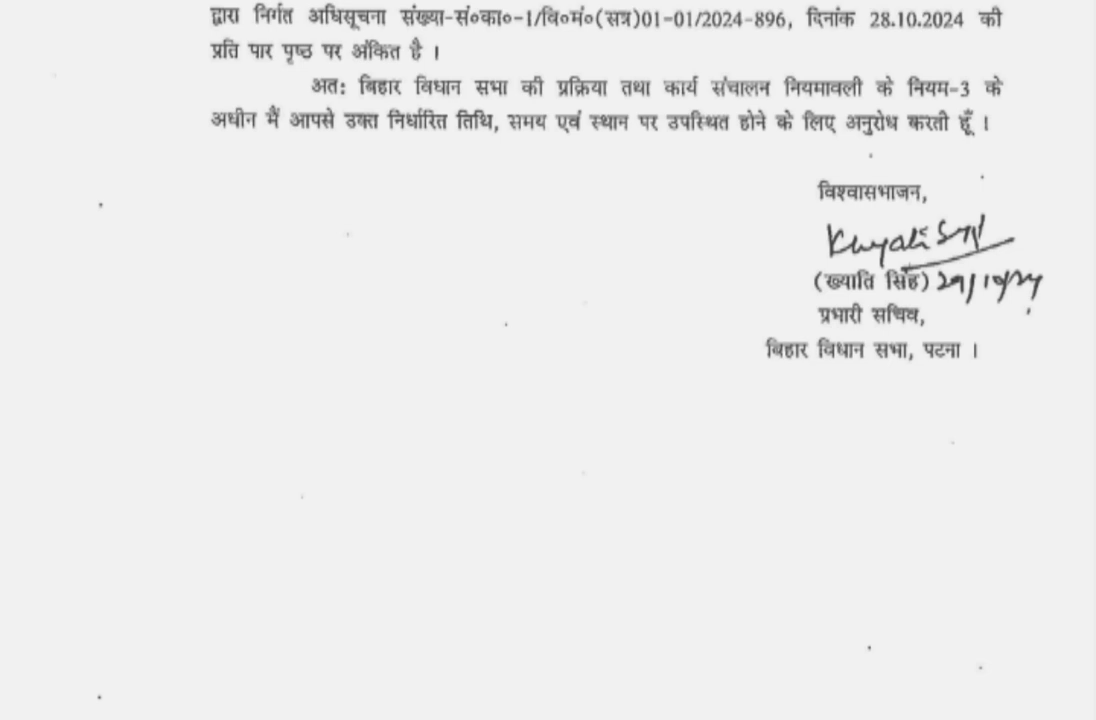 द्वारा निर्गत अधिसूचना संख्या-सं०का०-1/वि०मं०(सत्र)01-01/2024-896, दिनांक 28.10.2024 की
प्रति पार पृष्ठ पर अंकित है ।
अतः बिहार विधान सभा की प्रक्रिया तथा कार्य संचालन नियमावली के नियम-3 के
अधीन मैं आपसे उक्त निर्धारित तिथि, समय एवं स्थान पर उपस्थित होने के लिए अनुरोध करती हूँ ।
विश्वासभाजन,
Khyati Singh
(ख्याति सिंह) 29/10/24
प्रभारी सचिव,
बिहार विधान सभा, पटना ।